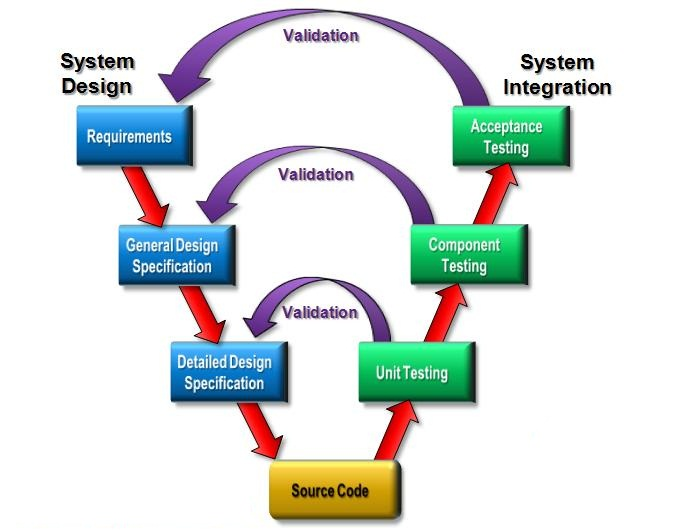 Validation
System
Design
System
Integration
Requirements
Acceptance
Testing
Validation
General Design
Specification
Component
Testing
Validation
Detailed Design
Specification
Unit Testing
Source Code